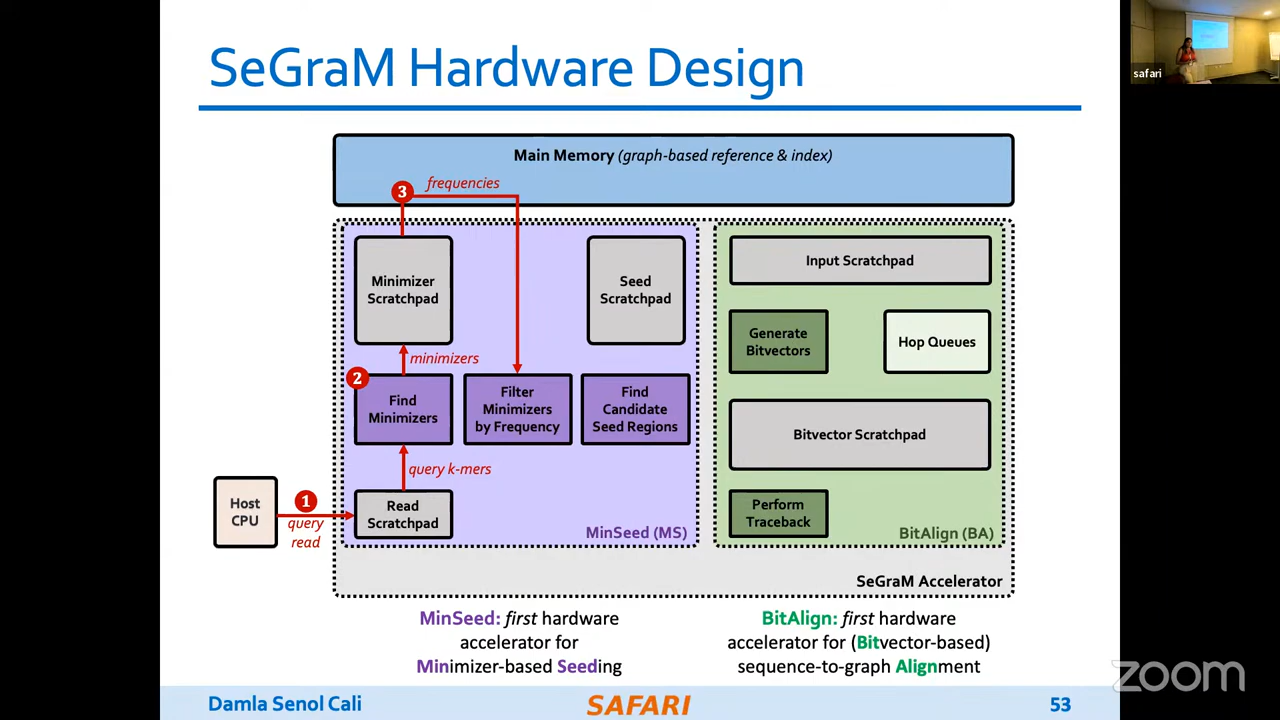 SeGraM Hardware Design
safari
Main Memory (graph-based reference & index)
3
frequencies
Minimizer
Scratchpad
Seed
Scratchpad
Input Scratchpad
Generate
Bitvectors
Hop Queues
minimizers
2
Find
Minimizers
Filter
Minimizers
by Frequency
Find
Candidate
Seed Regions
Bitvector Scratchpad
query k-mers
Host
CPU
1
query
read
Read
Scratchpad
MinSeed (MS)
Perform
Traceback
BitAlign (BA)
SeGraM Accelerator
MinSeed: first hardware
accelerator for
Minimizer-based Seeding
BitAlign: first hardware
accelerator for (Bitvector-based)
sequence-to-graph Alignment
zoom
Damla Senol Cali
SAFARI
53